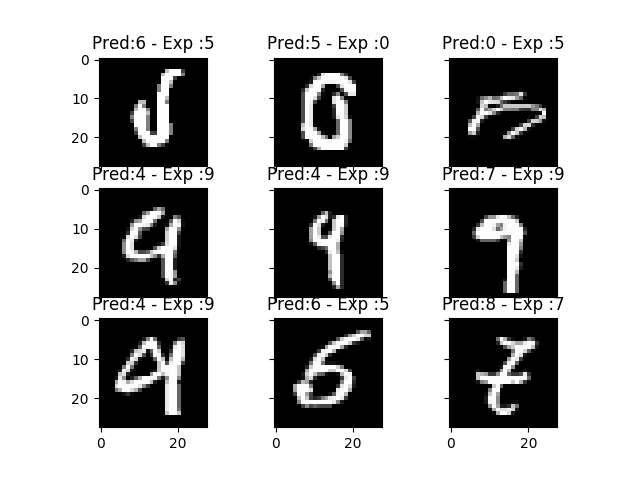 Pred:6 - Exp :5 Pred:5 - Exp :0 Pred:0 - Exp :5
0
10
20
Pred:4 - Exp :9 Pred:4 - Exp :9 Pred:7 - Exp :9
0
10
20
Pred:4 - Exp :9 Pred:6 - Exp :5 Pred:8 - Exp :7
0
10
20
0 20 0 20 0 20